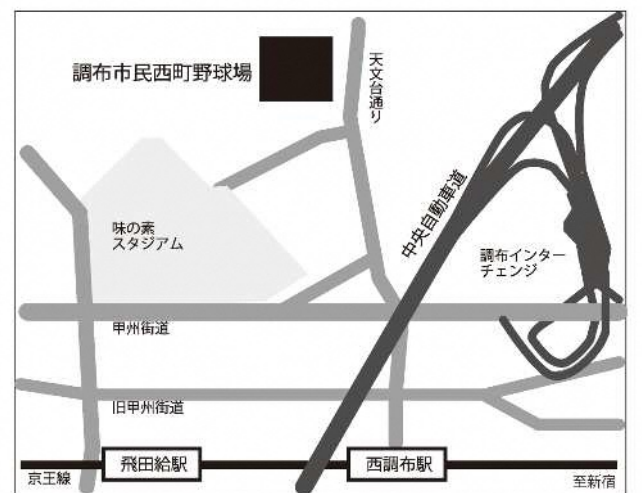 調布市民西町野球場
天文台通り
味の素
スタジアム
中央自動車道
調布インター
チェンジ
甲州街道
旧甲州街道
飛田給駅
西調布駅
京王線
至新宿